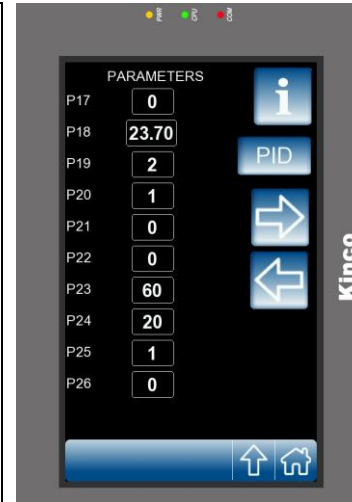 PWR CPU COM
PARAMETERS
P17 0
P18 23.70
P19 2
P20 1
P21 0
P22 0
P23 60
P24 20
P25 1
P26 0
i
PID
Kinco